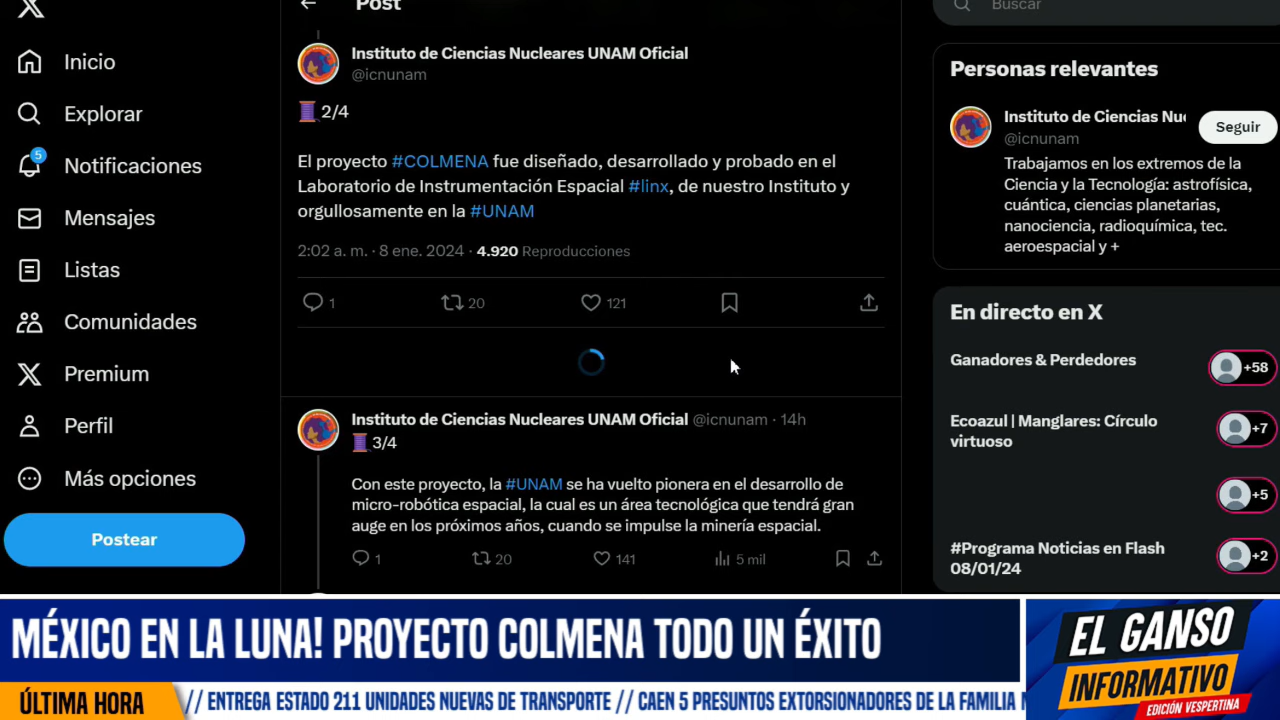 Post
Inicio
Explorar
5
Notificaciones
Mensajes
Listas
Comunidades
Premium
Perfil
Más opciones
Postear
Instituto de Ciencias Nucleares UNAM Oficial
@icnunam
2/4
El proyecto #COLMENA fue diseñado, desarrollado y probado en el
Laboratorio de Instrumentación Espacial #linx, de nuestro Instituto y
orgullosamente en la #UNAM
2:02 a. m. · 8 ene. 2024 · 4.920 Reproducciones
1 20 121
Instituto de Ciencias Nucleares UNAM Oficial @icnunam · 14h
3/4
Con este proyecto, la #UNAM se ha vuelto pionera en el desarrollo de
micro-robótica espacial, la cual es un área tecnológica que tendrá gran
auge en los próximos años, cuando se impulse la minería espacial.
1 20 141 5 mil
Buscar
Personas relevantes
Instituto de Ciencias Nu
@icnunam
Seguir
Trabajamos en los extremos de la
Ciencia y la Tecnología: astrofísica,
cuántica, ciencias planetarias,
nanociencia, radioquímica, tec.
aeroespacial y +
En directo en X
Ganadores & Perdedores
+58
Ecoazul | Manglares: Círculo
virtuoso
+7
+5
#Programa Noticias en Flash
08/01/24
+2
MÉXICO EN LA LUNA! PROYECTO COLMENA TODO UN ÉXITO
EL GANSO
INFORMATIVO
EDICIÓN VESPERTINA
ÚLTIMA HORA
// ENTREGA ESTADO 211 UNIDADES NUEVAS DE TRANSPORTE // CAEN 5 PRESUNTOS EXTORSIONADORES DE LA FAMILIA